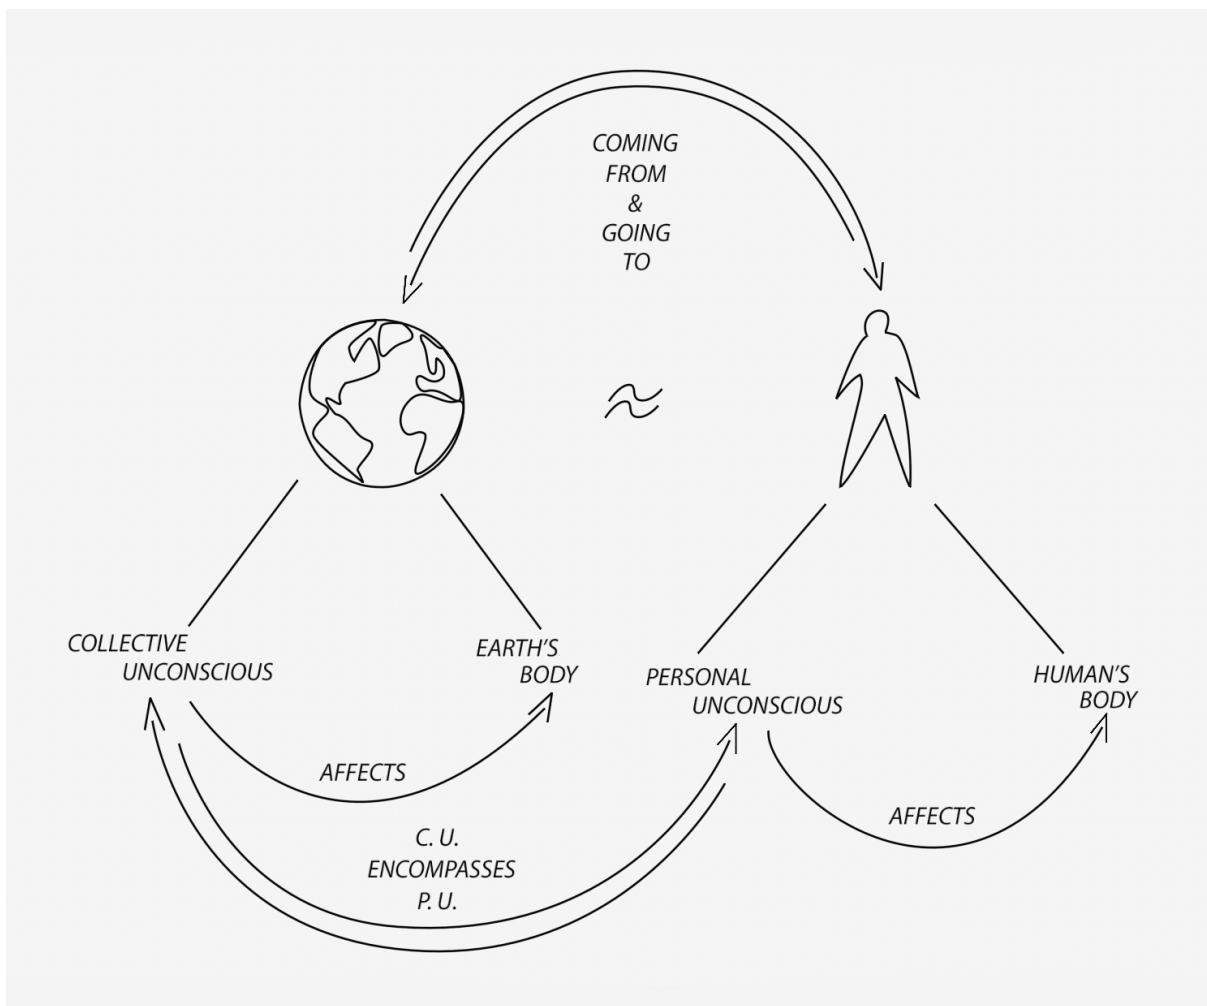 COMING
FROM
&
GOING
TO
≈
COLLECTIVE
UNCONSCIOUS
EARTH'S
BODY
PERSONAL
UNCONSCIOUS
HUMAN'S
BODY
AFFECTS
AFFECTS
C. U.
ENCOMPASSES
P. U.